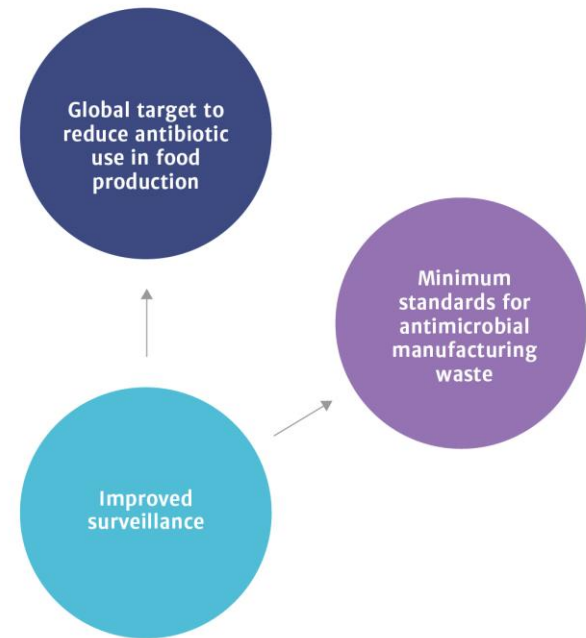 Global target to
reduce antibiotic
use in food
production
Minimum
standards for
antimicrobial
manufacturing
waste
Improved
surveillance